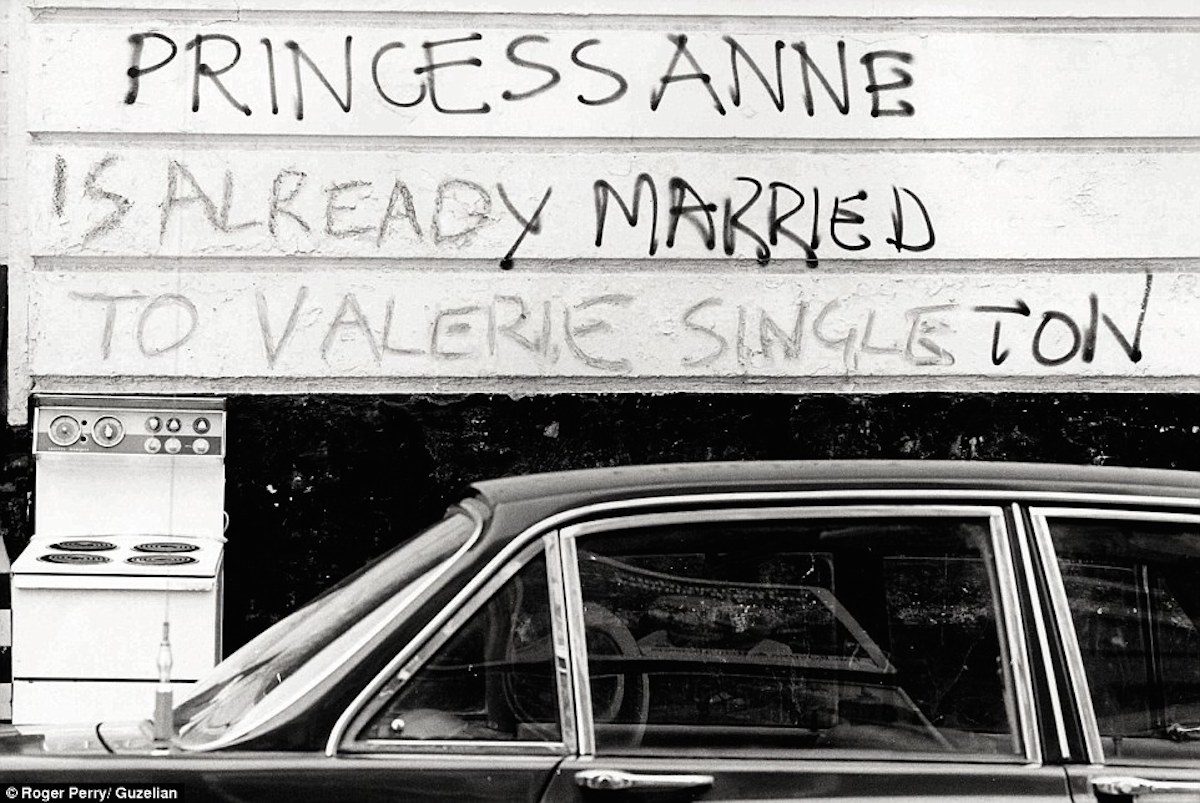 PRINCESS ANNE
IS ALREADY MARRIED
TO VALERIE SINGLETON
© Roger Perry/ Guzelian